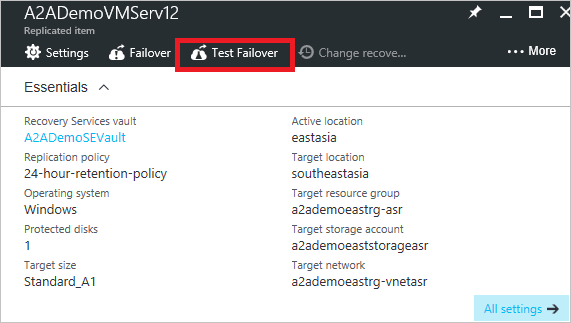 A2ADemoVMServ12
Replicated item
Settings Failover Test Failover Change recove... ••• More
Essentials
Recovery Services vault
A2ADemoSEVault
Replication policy
24-hour-retention-policy
Operating system
Windows
Protected disks
1
Target size
Standard_A1
Active location
eastasia
Target location
southeastasia
Target resource group
a2ademoeastrg-asr
Target storage account
a2ademoeaststorageasr
Target network
a2ademoeastrg-vnetasr
All settings →